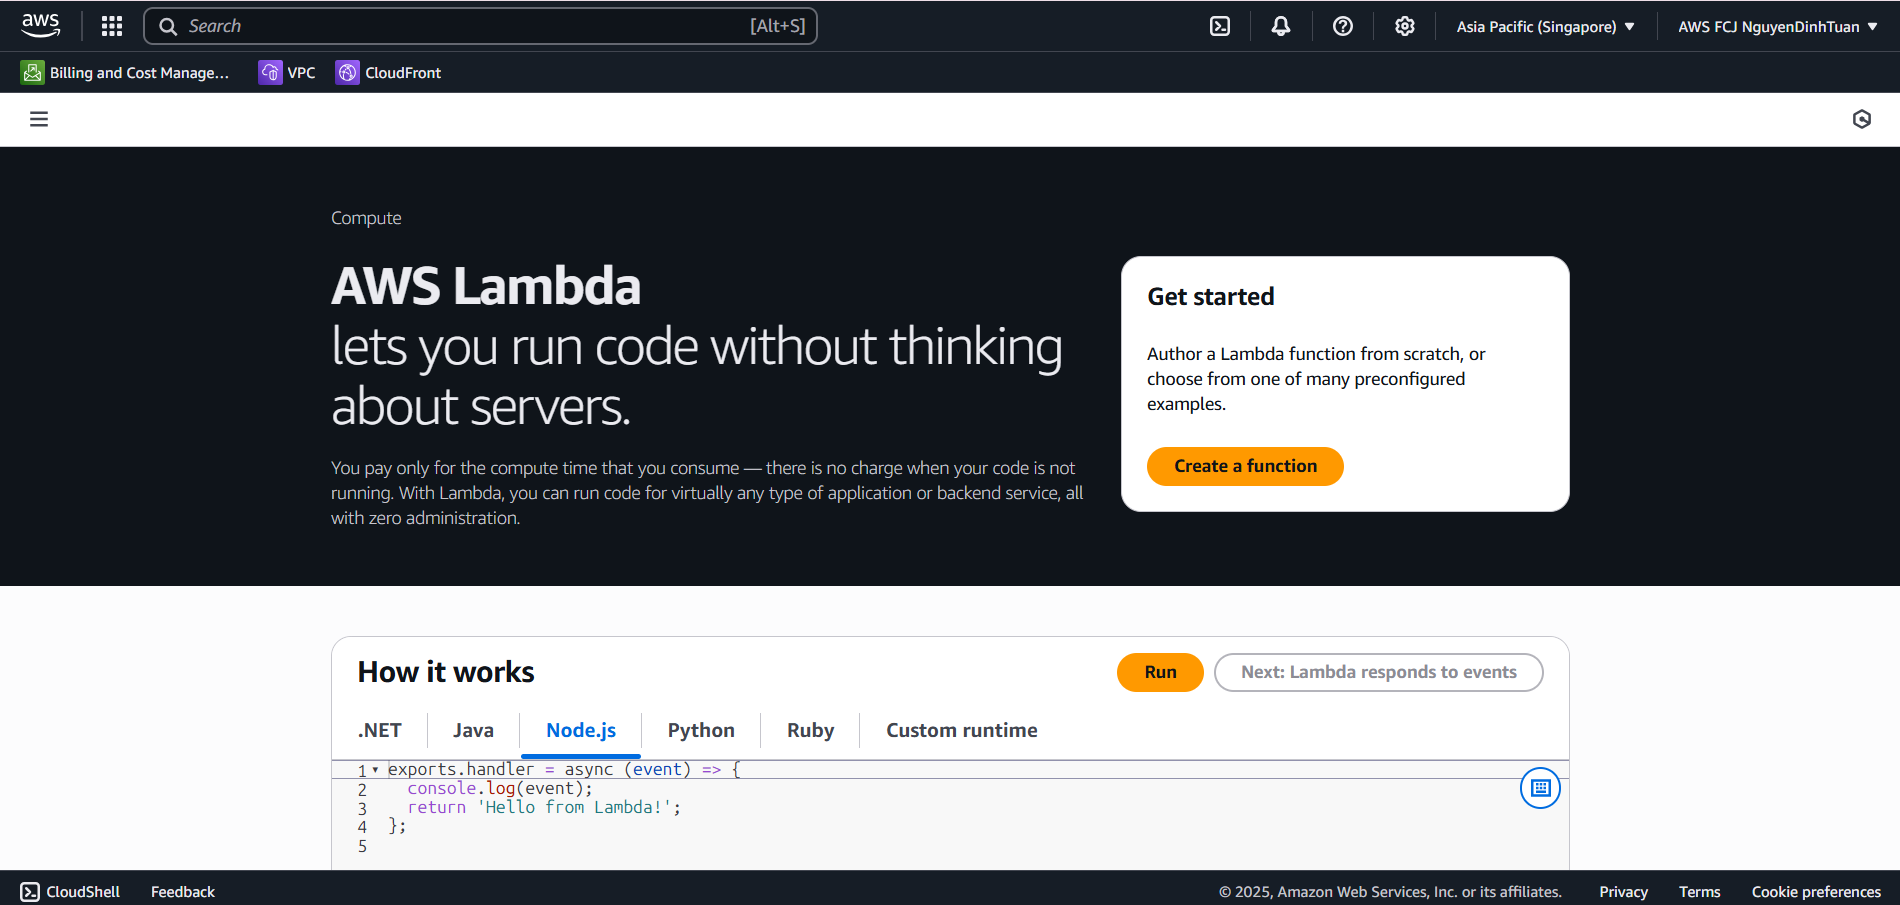 aws
Search [Alt+S]
Asia Pacific (Singapore)
AWS FCJ NguyenDinhTuan
Billing and Cost Manage...
VPC
CloudFront
Compute
AWS Lambda
lets you run code without thinking
about servers.
You pay only for the compute time that you consume — there is no charge when your code is not
running. With Lambda, you can run code for virtually any type of application or backend service, all
with zero administration.
Get started
Author a Lambda function from scratch, or
choose from one of many preconfigured
examples.
Create a function
How it works
Run
Next: Lambda responds to events
.NET
Java
Node.js
Python
Ruby
Custom runtime
1 exports.handler = async (event) => {
2 console.log(event);
3 return 'Hello from Lambda!';
4 };
5
CloudShell
Feedback
© 2025, Amazon Web Services, Inc. or its affiliates.
Privacy
Terms
Cookie preferences